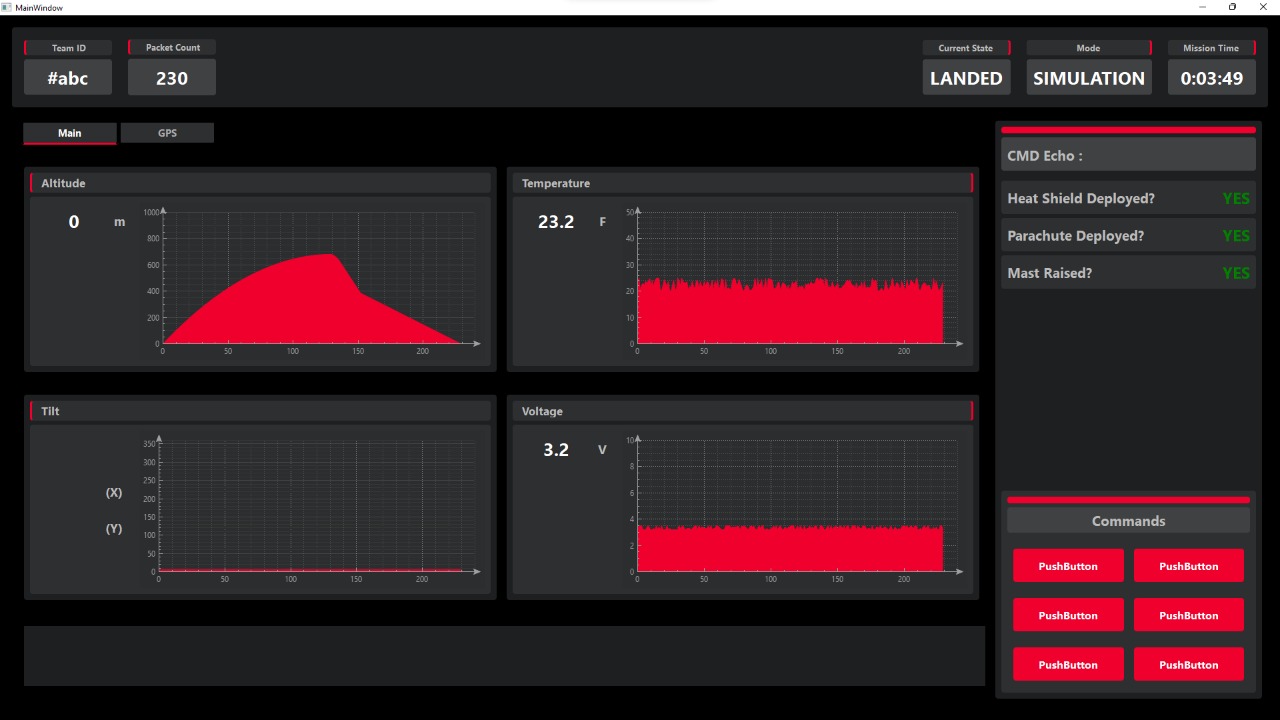 MainWindow
Team ID
Packet Count
Current State
Mode
Mission Time
#abc
230
LANDED
SIMULATION
0:03:49
Main
GPS
CMD Echo :
Heat Shield Deployed? YES
Parachute Deployed? YES
Mast Raised? YES
Altitude
0 m
1000
800
600
400
200
0
0 50 100 150 200
Temperature
23.2 F
50
40
30
20
10
0
0 50 100 150 200
Tilt
(X)
(Y)
350
300
250
200
150
100
50
0
0 50 100 150 200
Voltage
3.2 V
10
8
6
4
2
0
0 50 100 150 200
Commands
PushButton PushButton
PushButton PushButton
PushButton PushButton